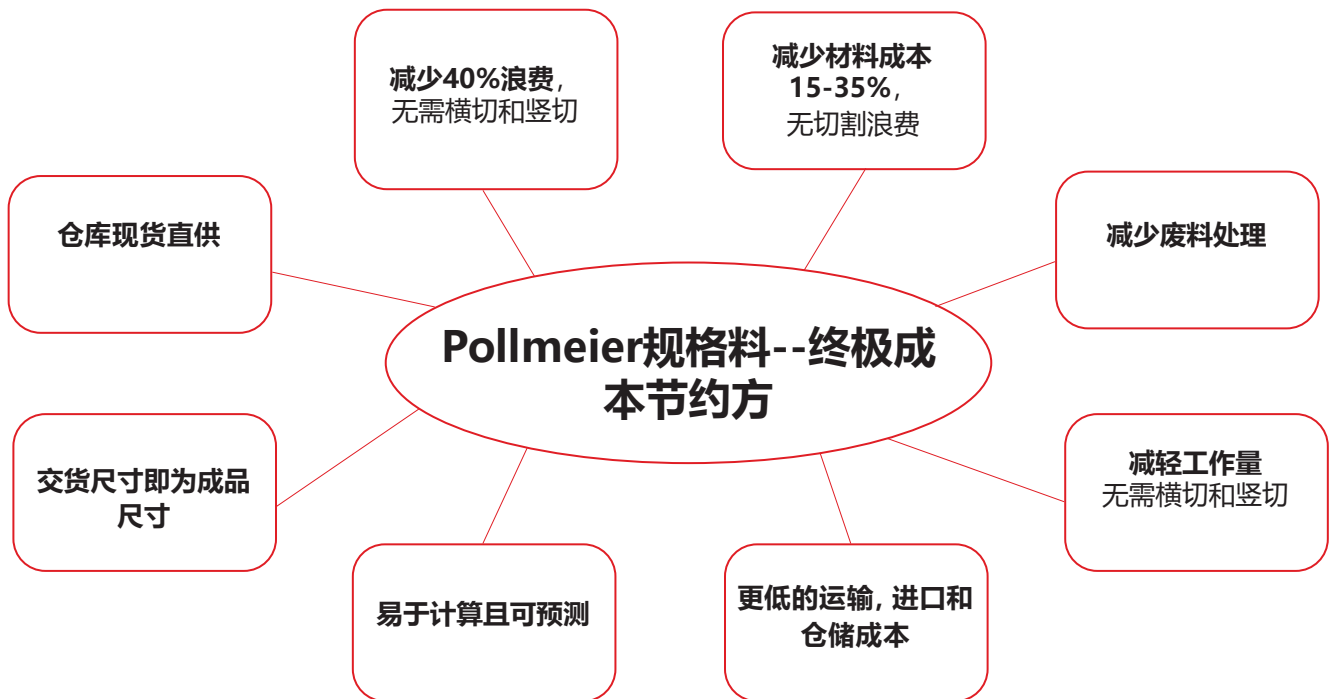 减少40%浪费，
无需横切和竖切
减少材料成本
15-35%，
无切割浪费
仓库现货直供
减少废料处理
Pollmeier规格料--终极成
本节约方
交货尺寸即为成品
尺寸
减轻工作量
无需横切和竖切
易于计算且可预测
更低的运输, 进口和
仓储成本